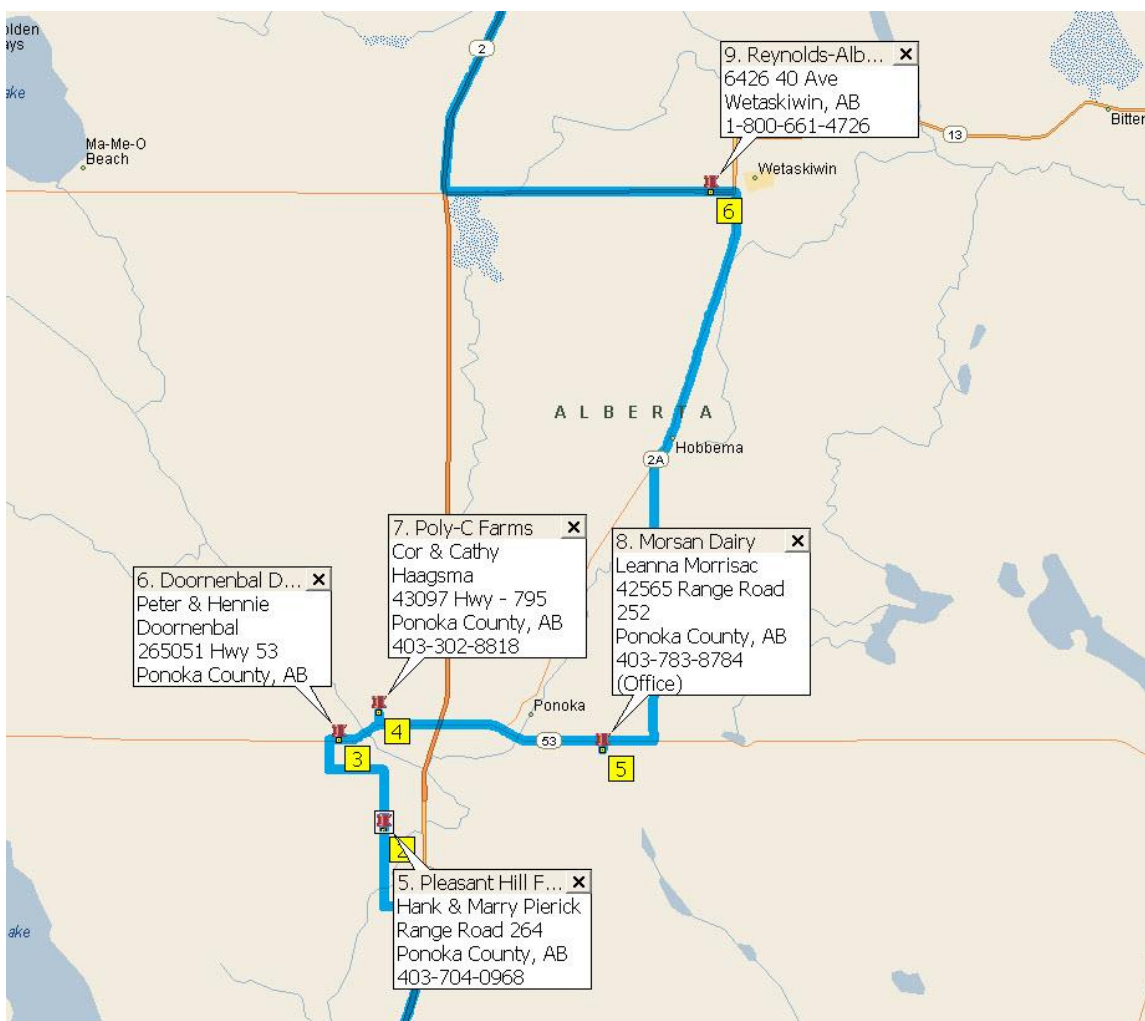 olden
ays
ake
2
9. Reynolds-Alb...
6426 40 Ave
Wetaskiwin, AB
1-800-661-4726
13
Bitter
Ma-Me-O
Beach
Wetaskiwin
6
ALBERTA
Hobbema
2A
7. Poly-C Farms
Cor & Cathy
Haagsma
43097 Hwy - 795
Ponoka County, AB
403-302-8818
8. Morsan Dairy
Leanna Morrisac
42565 Range Road
252
Ponoka County, AB
403-783-8784
(Office)
6. Doornenbal D...
Peter & Hennie
Doornenbal
265051 Hwy 53
Ponoka County, AB
Ponoka
4
53
3
5
2
5. Pleasant Hill F...
Hank & Marry Pierick
Range Road 264
Ponoka County, AB
403-704-0968
ake